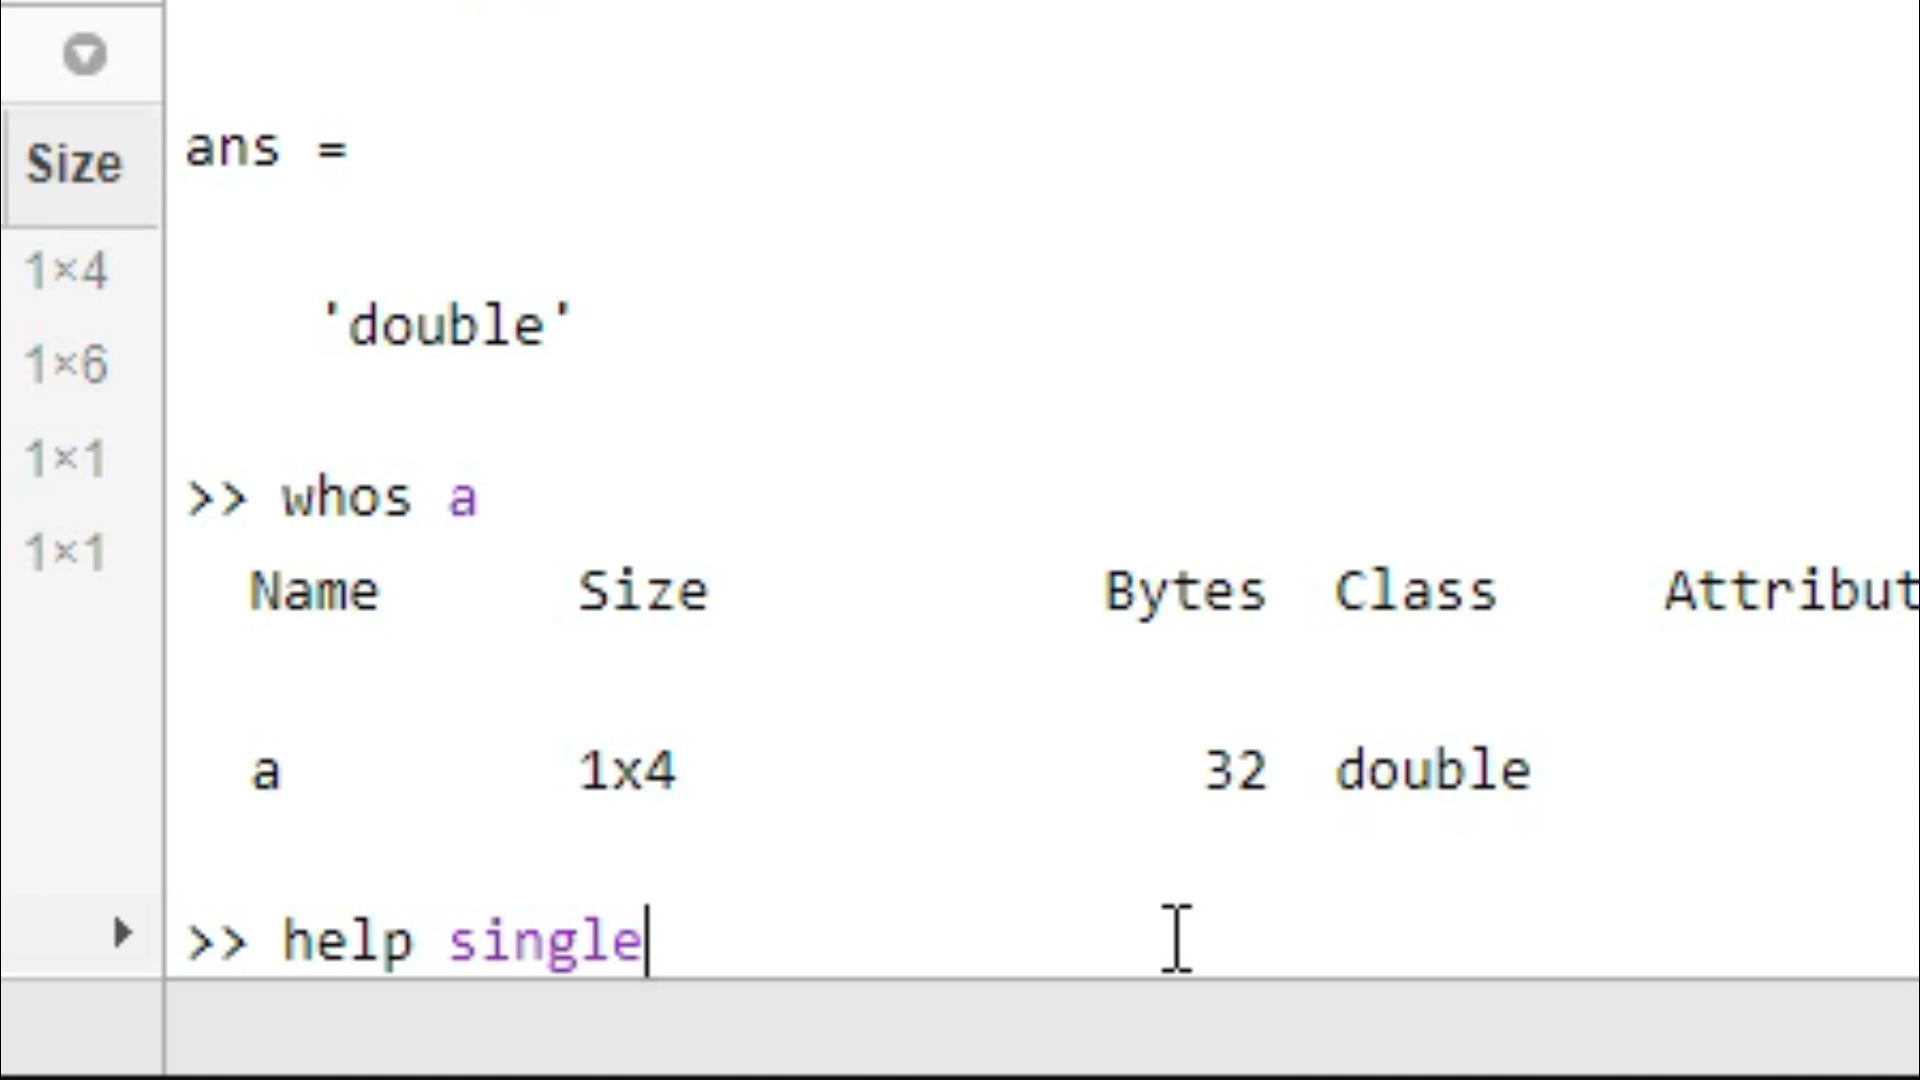 Size
1×4
1×6
1×1
1×1
ans =
'double'
>> whos a
Name Size Bytes Class Attribut
a 1x4 32 double
>> help single